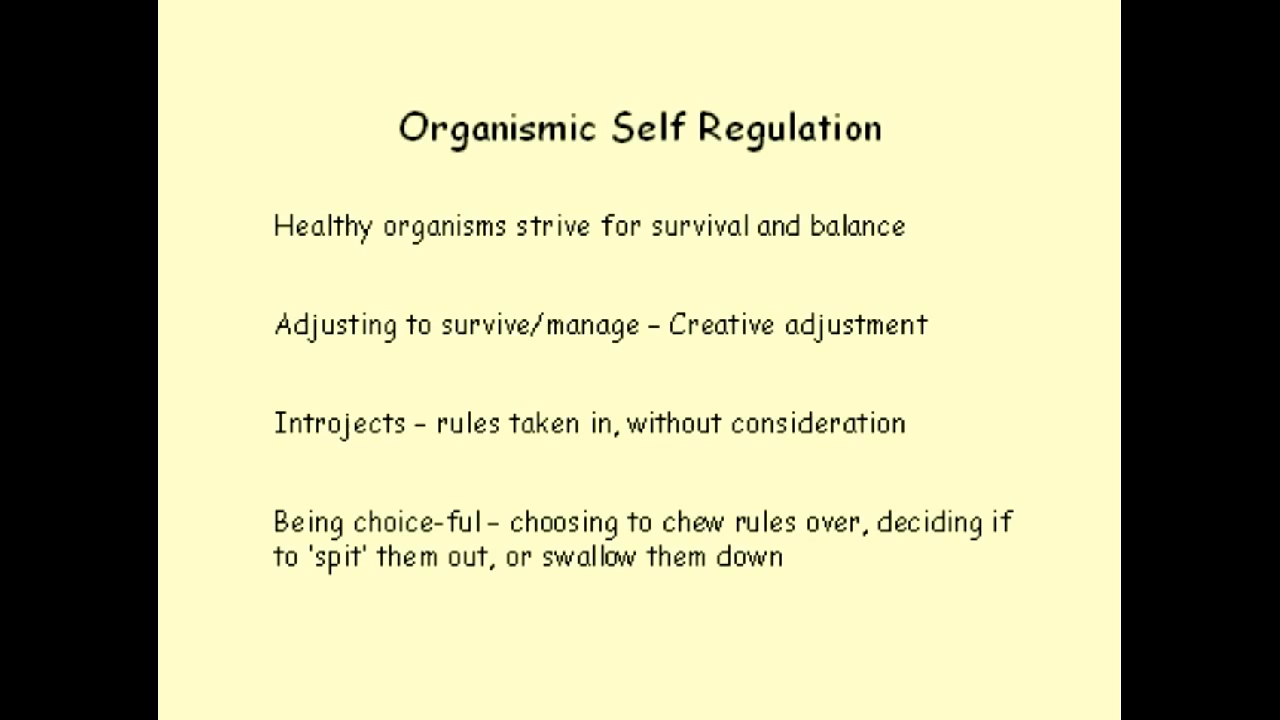 Organismic Self Regulation
Healthy organisms strive for survival and balance
Adjusting to survive/manage – Creative adjustment
Introjects – rules taken in, without consideration
Being choice-ful – choosing to chew rules over, deciding if
to 'spit' them out, or swallow them down